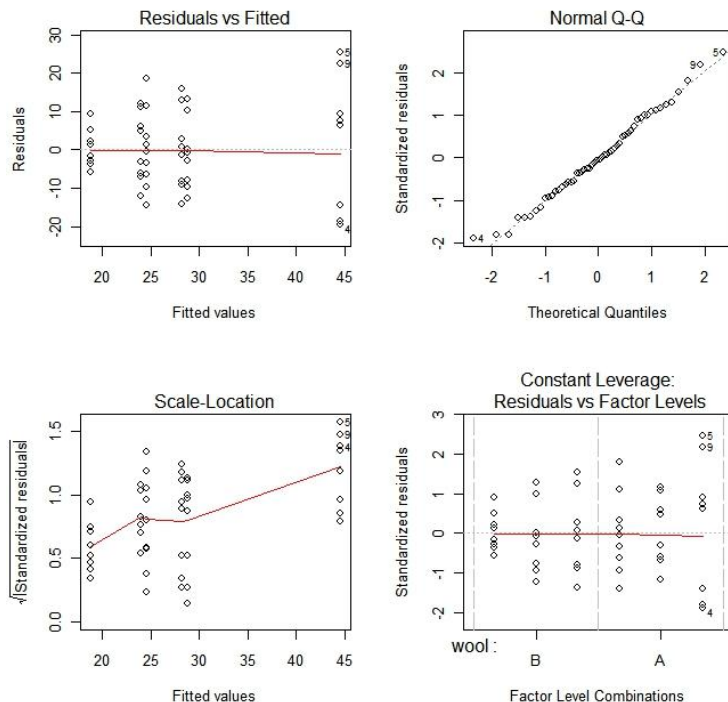 Residuals vs Fitted
Residuals
30
20
10
0
-10
-20
5
9
4
20 25 30 35 40 45
Fitted values
Normal Q-Q
Standardized residuals
2
1
0
-1
-2
5
9
4
-2 -1 0 1 2
Theoretical Quantiles
Scale-Location
√|Standardized residuals|
1.5
1.0
0.5
0.0
5
9
4
20 25 30 35 40 45
Fitted values
Constant Leverage:
Residuals vs Factor Levels
Standardized residuals
3
2
1
0
-1
-2
5
9
4
wool :
B A
Factor Level Combinations